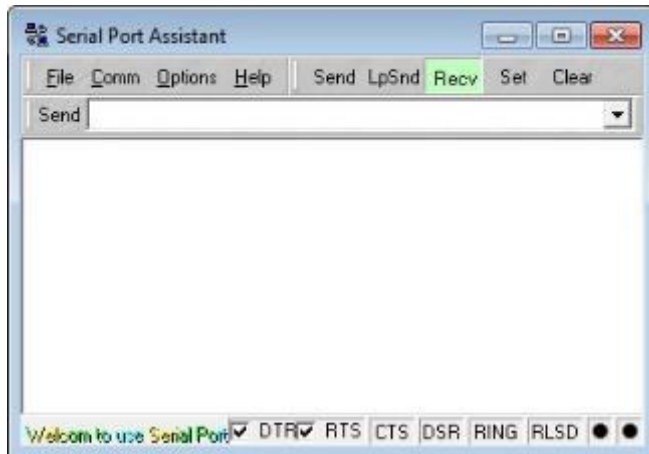 Serial Port Assistant
File Comm Options Help Send LpSnd Recv Set Clear
Send
Welcom to use Serial Port DTR RTS CTS DSR RING RLSD